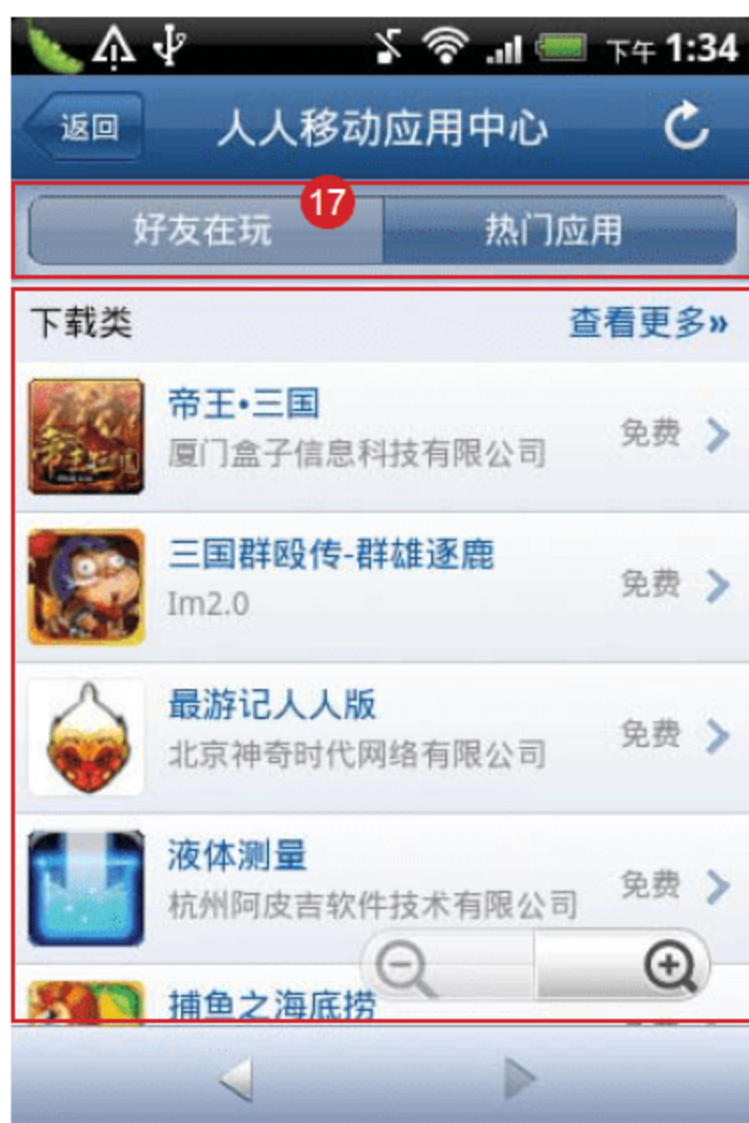 下午 1:34
返回 人人移动应用中心
17
好友在玩 热门应用
下载类 查看更多»
帝王•三国
厦门盒子信息科技有限公司 免费
三国群殴传-群雄逐鹿
Im2.0 免费
最游记人人版
北京神奇时代网络有限公司 免费
液体测量
杭州阿皮吉软件技术有限公司 免费
捕鱼之海底捞